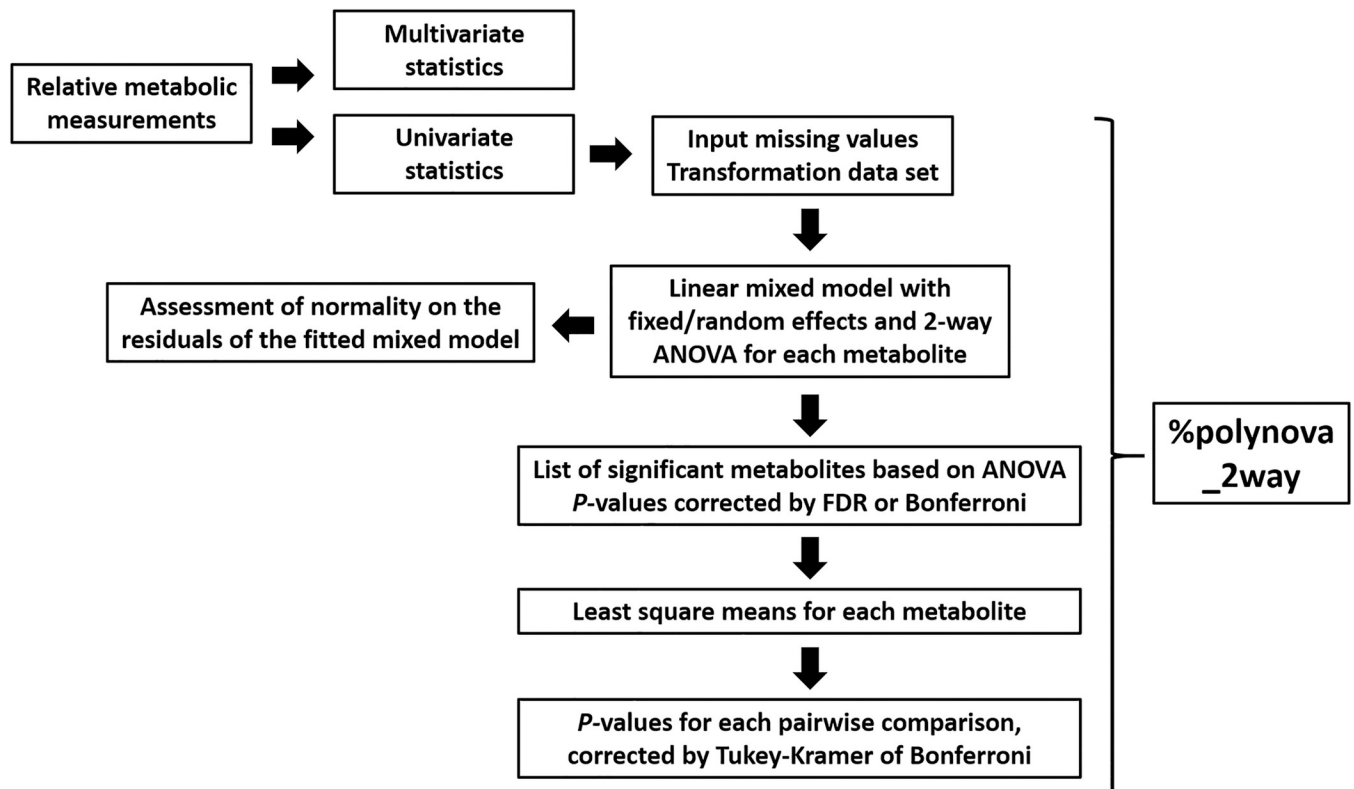 Relative metabolic
measurements
Multivariate
statistics
Univariate
statistics
Input missing values
Transformation data set
Linear mixed model with
fixed/random effects and 2-way
ANOVA for each metabolite
Assessment of normality on the
residuals of the fitted mixed model
List of significant metabolites based on ANOVA
P-values corrected by FDR or Bonferroni
Least square means for each metabolite
P-values for each pairwise comparison,
corrected by Tukey-Kramer of Bonferroni
%polynova
_2way